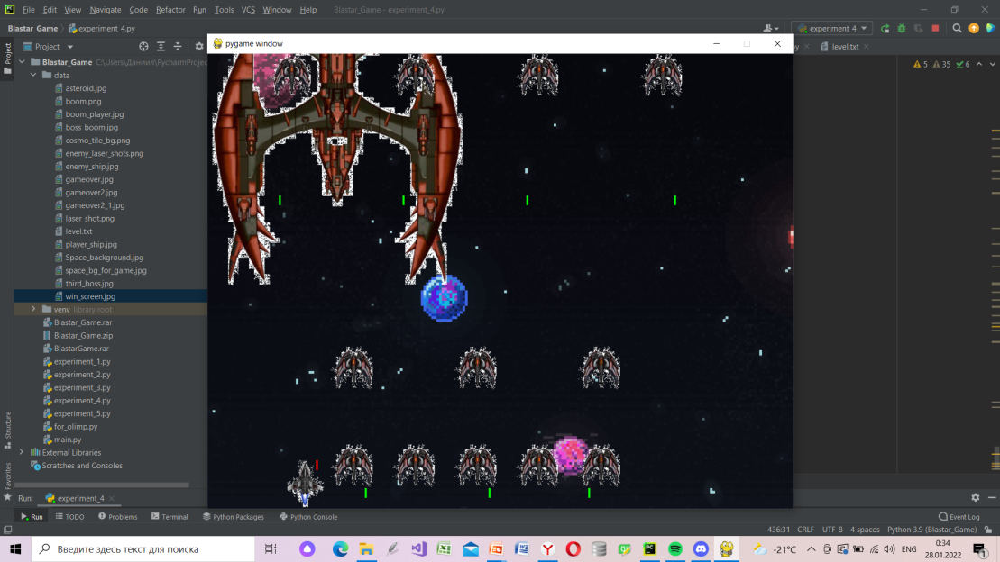 File Edit View Navigate Code Refactor Run Tools VCS Window Help Blastar_Game - experiment_4.py
Blastar_Game experiment_4.py experiment_4
Project
Project
pygame window
py level.txt
5 35 6
Blastar_Game C:\Users\Даниил\PycharmProjec
data
asteroid.jpg
boom.png
boom_player.jpg
boss_boom.jpg
cosmo_tile_bg.png
enemy_laser_shots.png
enemy_ship.jpg
gameover.jpg
gameover2.jpg
gameover2_1.jpg
laser_shot.png
level.txt
player_ship.jpg
Space_background.jpg
space_bg_for_game.jpg
third_boss.jpg
win_screen.jpg
venv library root
Blastar_Game.rar
Blastar_Game.zip
BlastarGame.rar
experiment_1.py
experiment_2.py
experiment_3.py
experiment_4.py
experiment_5.py
for_olimp.py
main.py
External Libraries
Scratches and Consoles
Structure
Favorites
Run: experiment_4
Run TODO Problems Terminal Python Packages Python Console Event Log
436:31 CRLF UTF-8 4 spaces Python 3.9 (Blastar_Game)
Введите здесь текст для поиска
-21°C ENG 0:34
28.01.2022
1